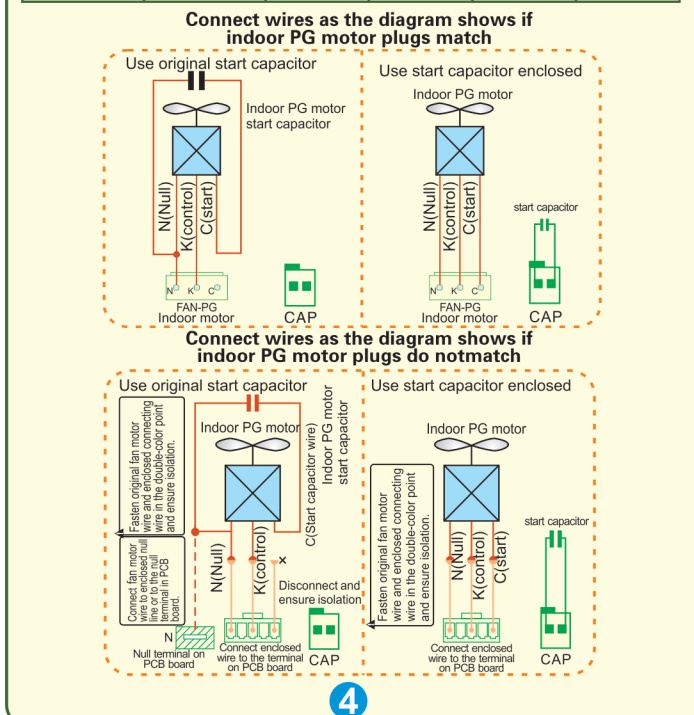 Connect wires as the diagram shows if
indoor PG motor plugs match
Use original start capacitor
Indoor PG motor
start capacitor
N(Null)
K(control)
C(start)
N
K
C
FAN-PG
Indoor motor
CAP
Use start capacitor enclosed
Indoor PG motor
N(Null)
K(control)
C(start)
N
K
C
FAN-PG
Indoor motor
start capacitor
CAP
Connect wires as the diagram shows if
indoor PG motor plugs do notmatch
Use original start capacitor
Fasten original fan motor
wire and enclosed connecting
wire in the double-color point
and ensure isolation.
Connect fan motor
wire to enclosed null
line or to the null
terminal in PCB
board.
Indoor PG motor
C(Start capacitor wire)
Indoor PG motor
start capacitor
N(Null)
K(control)
×
Disconnect and
ensure isolation
N
Null terminal on
PCB board
Connect enclosed
wire to the terminal
on PCB board
CAP
Use start capacitor enclosed
Indoor PG motor
Fasten original fan motor
wire and enclosed connecting
wire in the double-color point
and ensure isolation.
N(Null)
K(control)
C(start)
Connect enclosed
wire to the terminal
on PCB board
start capacitor
CAP
4